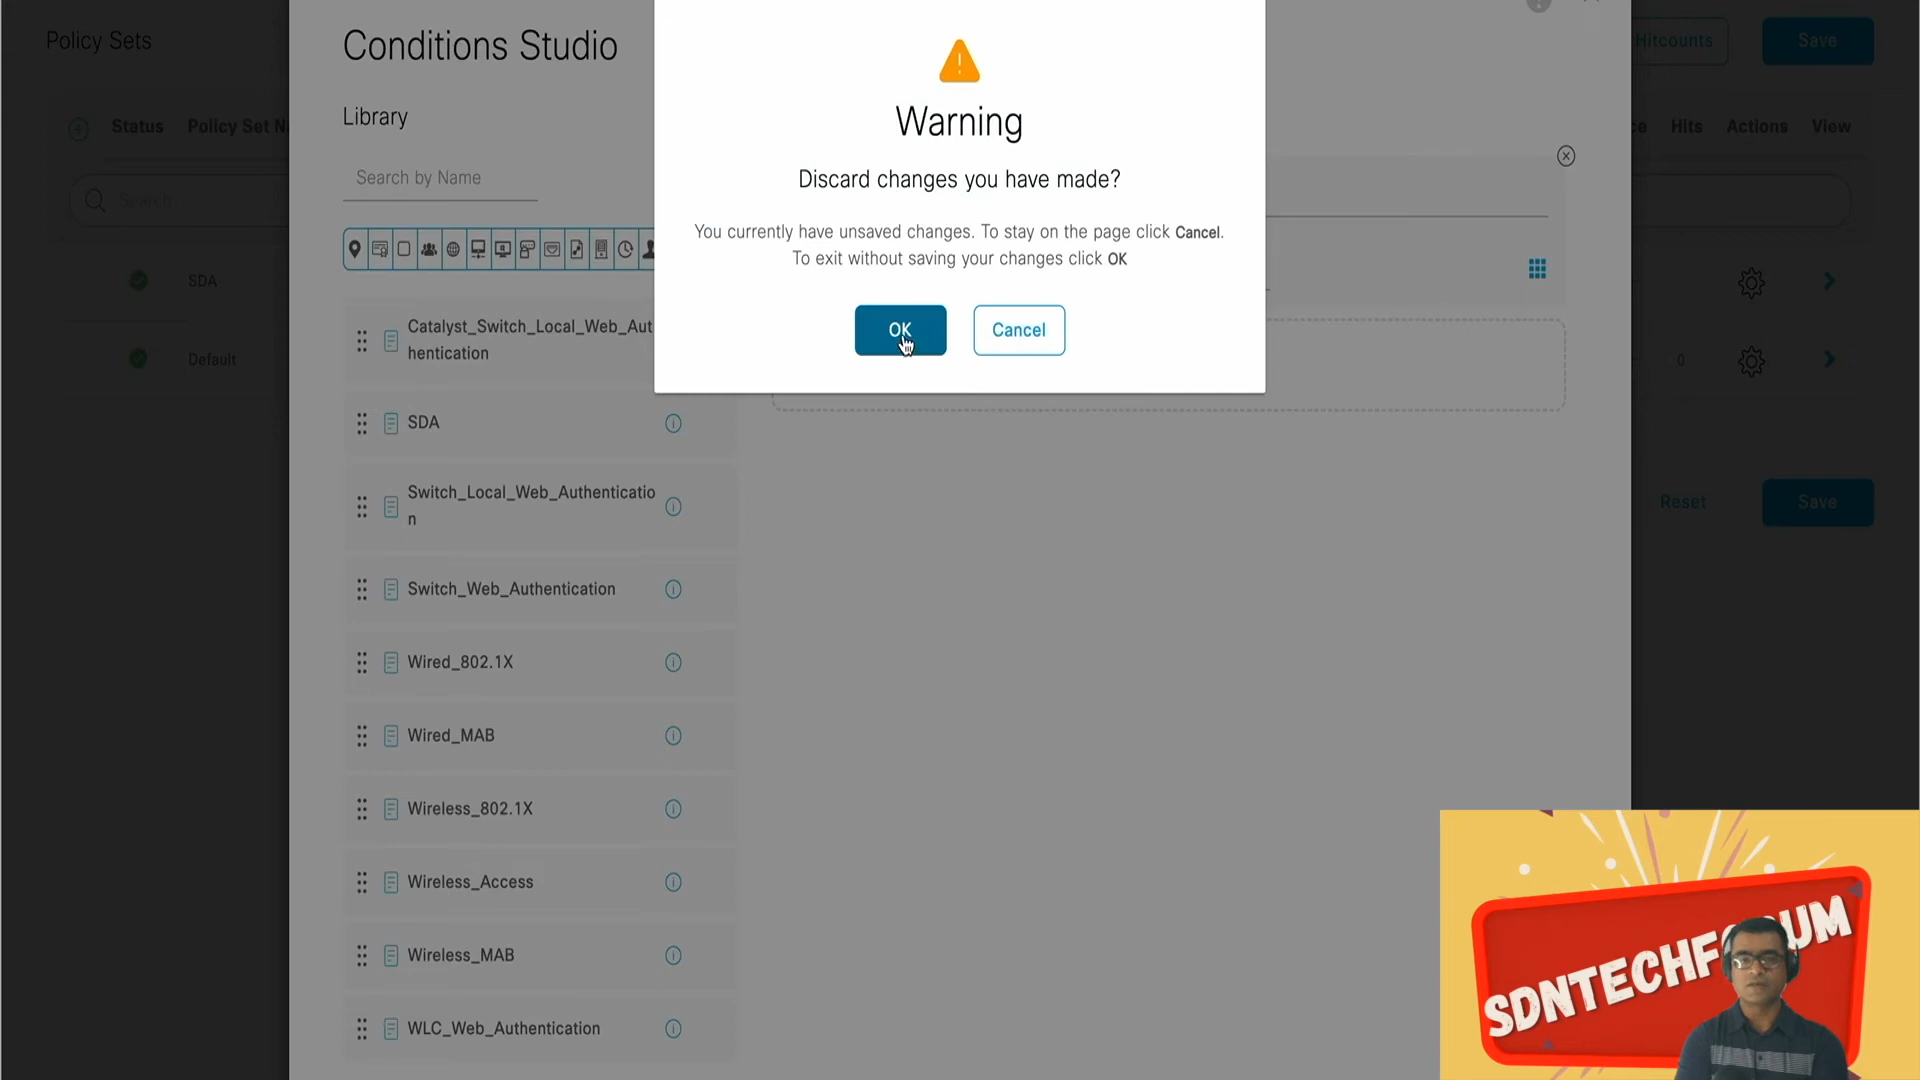 Policy Sets
Hitcounts
Save
Status
Policy Set N
ce
Hits
Actions
View
Search
SDA
Default
0
Reset
Save
Conditions Studio
Library
Search by Name
Catalyst_Switch_Local_Web_Aut
hentication
SDA
Switch_Local_Web_Authenticatio
n
Switch_Web_Authentication
Wired_802.1X
Wired_MAB
Wireless_802.1X
Wireless_Access
Wireless_MAB
WLC_Web_Authentication
Warning
Discard changes you have made?
You currently have unsaved changes. To stay on the page click Cancel.
To exit without saving your changes click OK
OK
Cancel